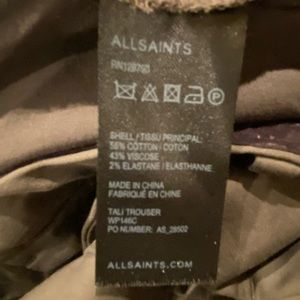 ALLSAINTS
RN128793
SHELL / TISSU PRINCIPAL:
55% COTTON / COTON
43% VISCOSE
2% ELASTANE / ELASTHANNE
MADE IN CHINA
FABRIQUÉ EN CHINE
TALI TROUSER
WP146C
PO NUMBER: AS_28502
ALLSAINTS.COM